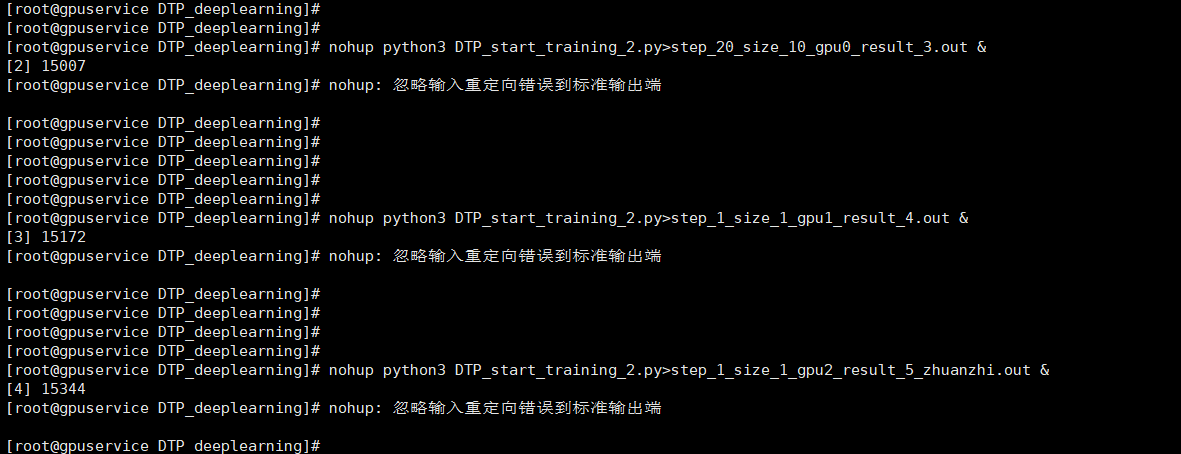 [root@gpuservice DTP_deeplearning]#
[root@gpuservice DTP_deeplearning]#
[root@gpuservice DTP_deeplearning]# nohup python3 DTP_start_training_2.py>step_20_size_10_gpu0_result_3.out &
[2] 15007
[root@gpuservice DTP_deeplearning]# nohup: 忽略输入重定向错误到标准输出端
[root@gpuservice DTP_deeplearning]#
[root@gpuservice DTP_deeplearning]#
[root@gpuservice DTP_deeplearning]#
[root@gpuservice DTP_deeplearning]#
[root@gpuservice DTP_deeplearning]#
[root@gpuservice DTP_deeplearning]# nohup python3 DTP_start_training_2.py>step_1_size_1_gpu1_result_4.out &
[3] 15172
[root@gpuservice DTP_deeplearning]# nohup: 忽略输入重定向错误到标准输出端
[root@gpuservice DTP_deeplearning]#
[root@gpuservice DTP_deeplearning]#
[root@gpuservice DTP_deeplearning]#
[root@gpuservice DTP_deeplearning]#
[root@gpuservice DTP_deeplearning]# nohup python3 DTP_start_training_2.py>step_1_size_1_gpu2_result_5_zhuanzhi.out &
[4] 15344
[root@gpuservice DTP_deeplearning]# nohup: 忽略输入重定向错误到标准输出端
[root@gpuservice DTP_deeplearning]#